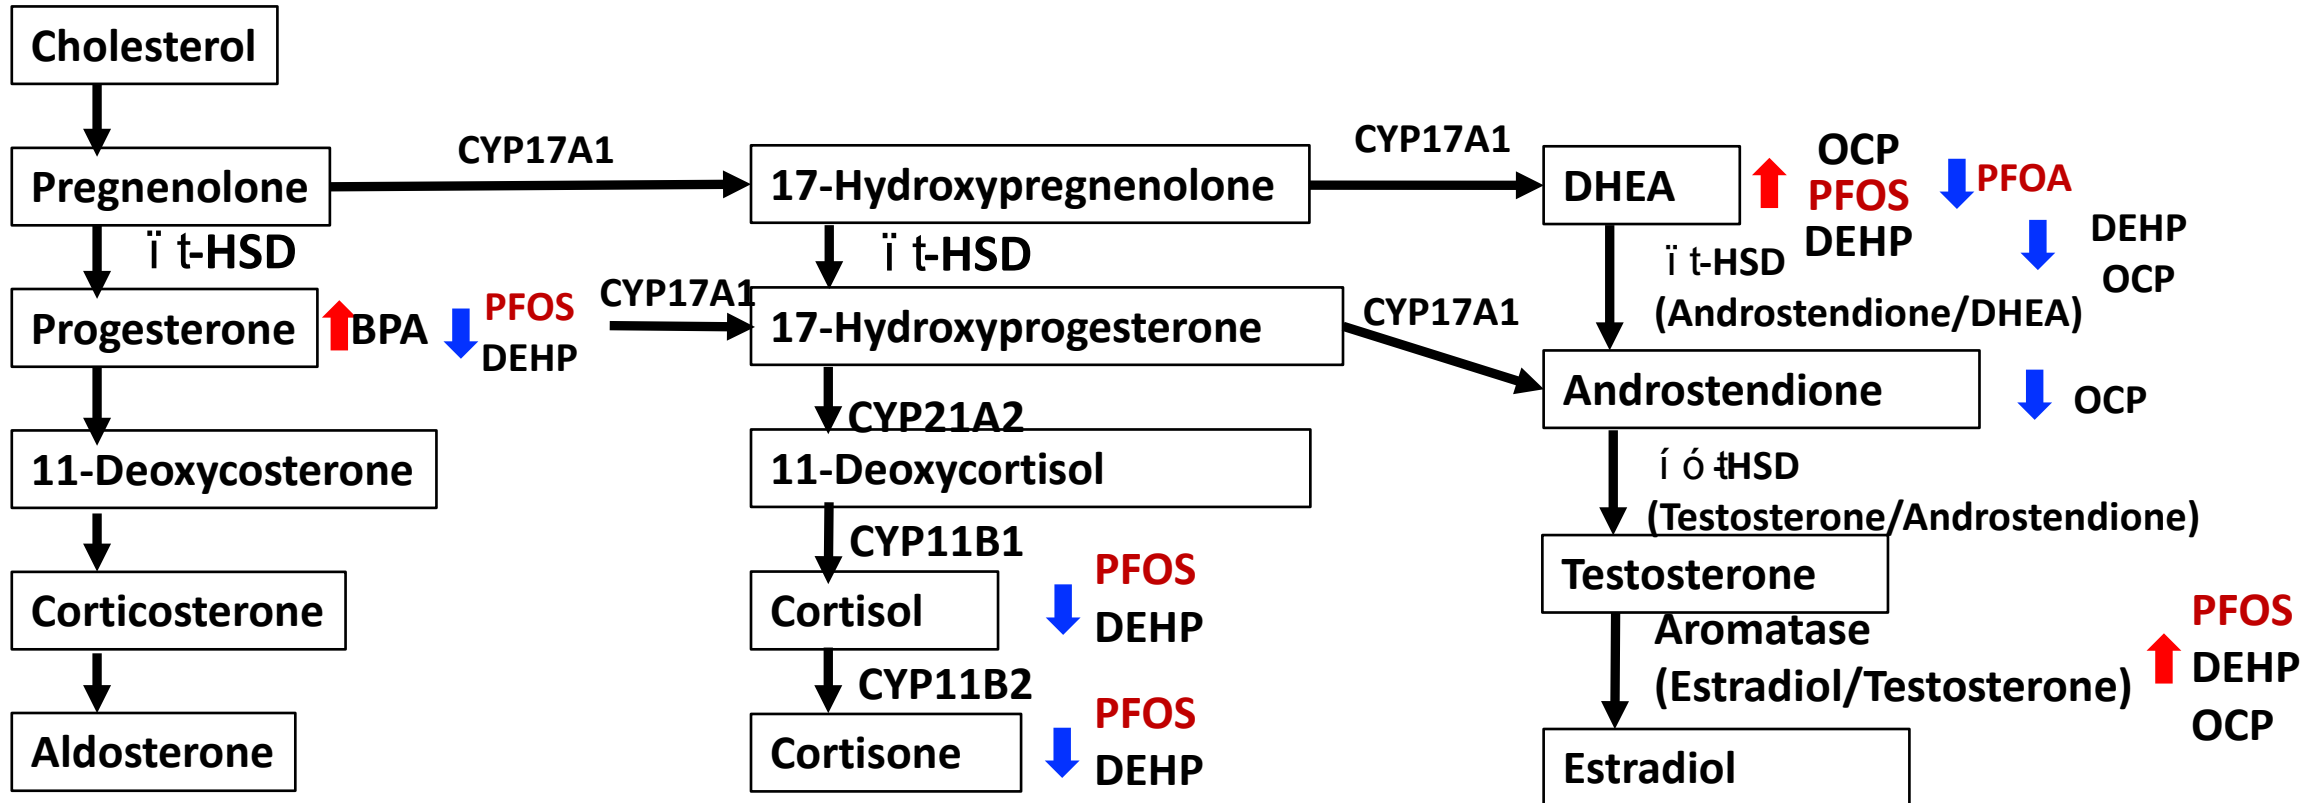 Cholesterol
CYP17A1
CYP17A1
Pregnenolone
17-Hydroxypregnenolone
DHEA
OCP
PFOS
DEHP
PFOA
ï t-HSD
ï t-HSD
ï t-HSD
(Androstendione/DHEA)
DEHP
OCP
Progesterone
BPA
PFOS
DEHP
CYP17A1
17-Hydroxyprogesterone
CYP17A1
Androstendione
OCP
CYP21A2
11-Deoxycosterone
11-Deoxycortisol
í ó t-HSD
(Testosterone/Androstendione)
CYP11B1
Corticosterone
Cortisol
PFOS
DEHP
Testosterone
Aromatase
(Estradiol/Testosterone)
PFOS
DEHP
OCP
CYP11B2
Aldosterone
Cortisone
PFOS
DEHP
Estradiol